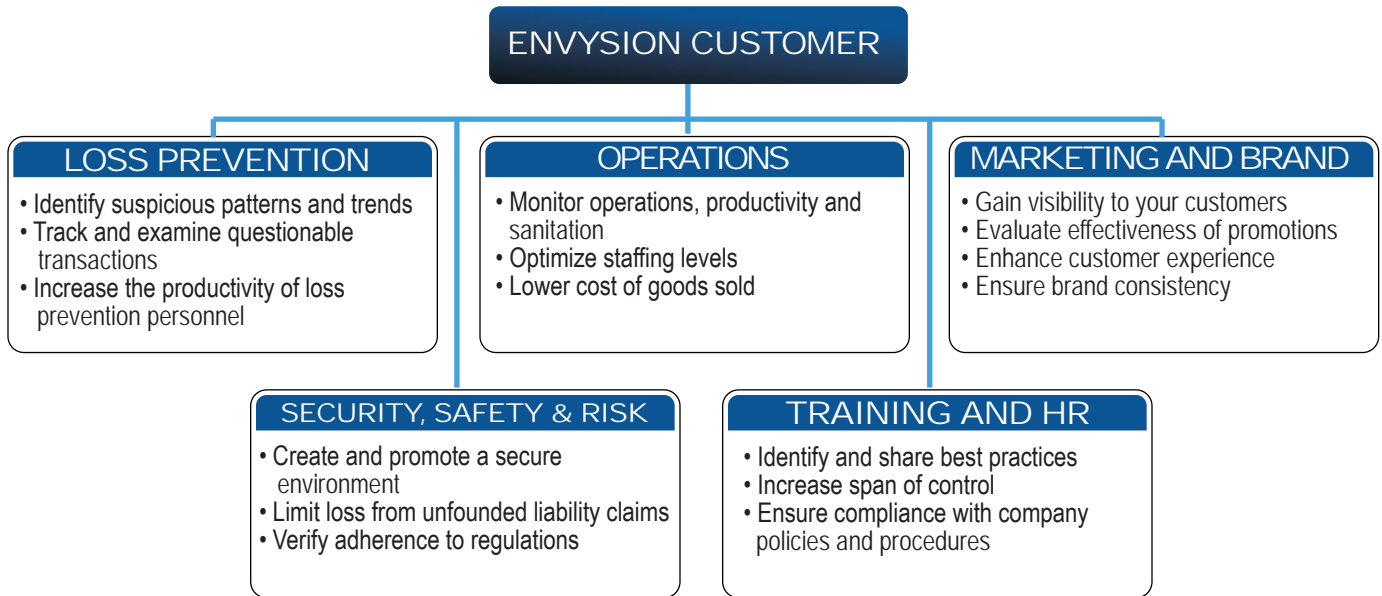 ENVYSION CUSTOMER
LOSS PREVENTION
• Identify suspicious patterns and trends
• Track and examine questionable
transactions
• Increase the productivity of loss
prevention personnel
OPERATIONS
• Monitor operations, productivity and
sanitation
• Optimize staffing levels
• Lower cost of goods sold
MARKETING AND BRAND
• Gain visibility to your customers
• Evaluate effectiveness of promotions
• Enhance customer experience
• Ensure brand consistency
SECURITY, SAFETY & RISK
• Create and promote a secure
environment
• Limit loss from unfounded liability claims
• Verify adherence to regulations
TRAINING AND HR
• Identify and share best practices
• Increase span of control
• Ensure compliance with company
policies and procedures